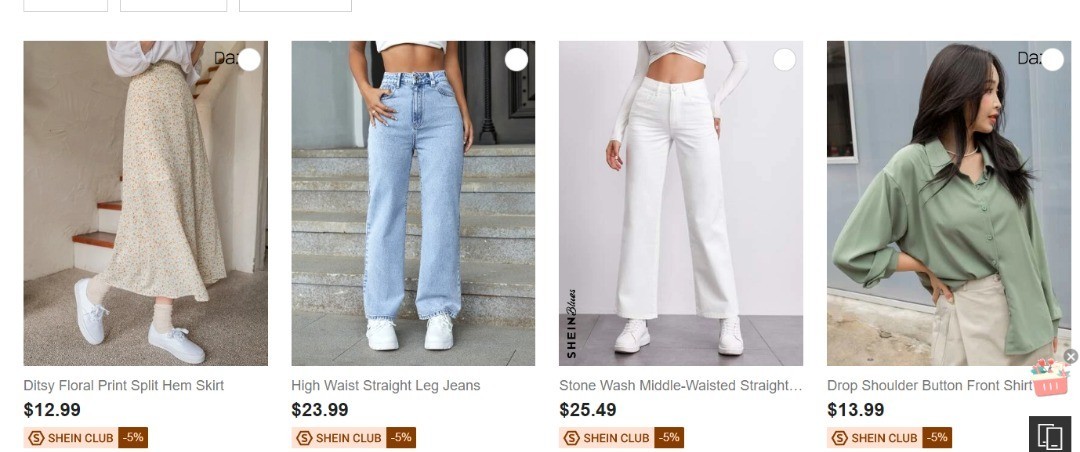 Daz
Daz
SHEIN Blues
Ditsy Floral Print Split Hem Skirt
High Waist Straight Leg Jeans
Stone Wash Middle-Waisted Straight…
Drop Shoulder Button Front Shirt
$12.99
$23.99
$25.49
$13.99
S SHEIN CLUB -5%
S SHEIN CLUB -5%
S SHEIN CLUB -5%
S SHEIN CLUB -5%